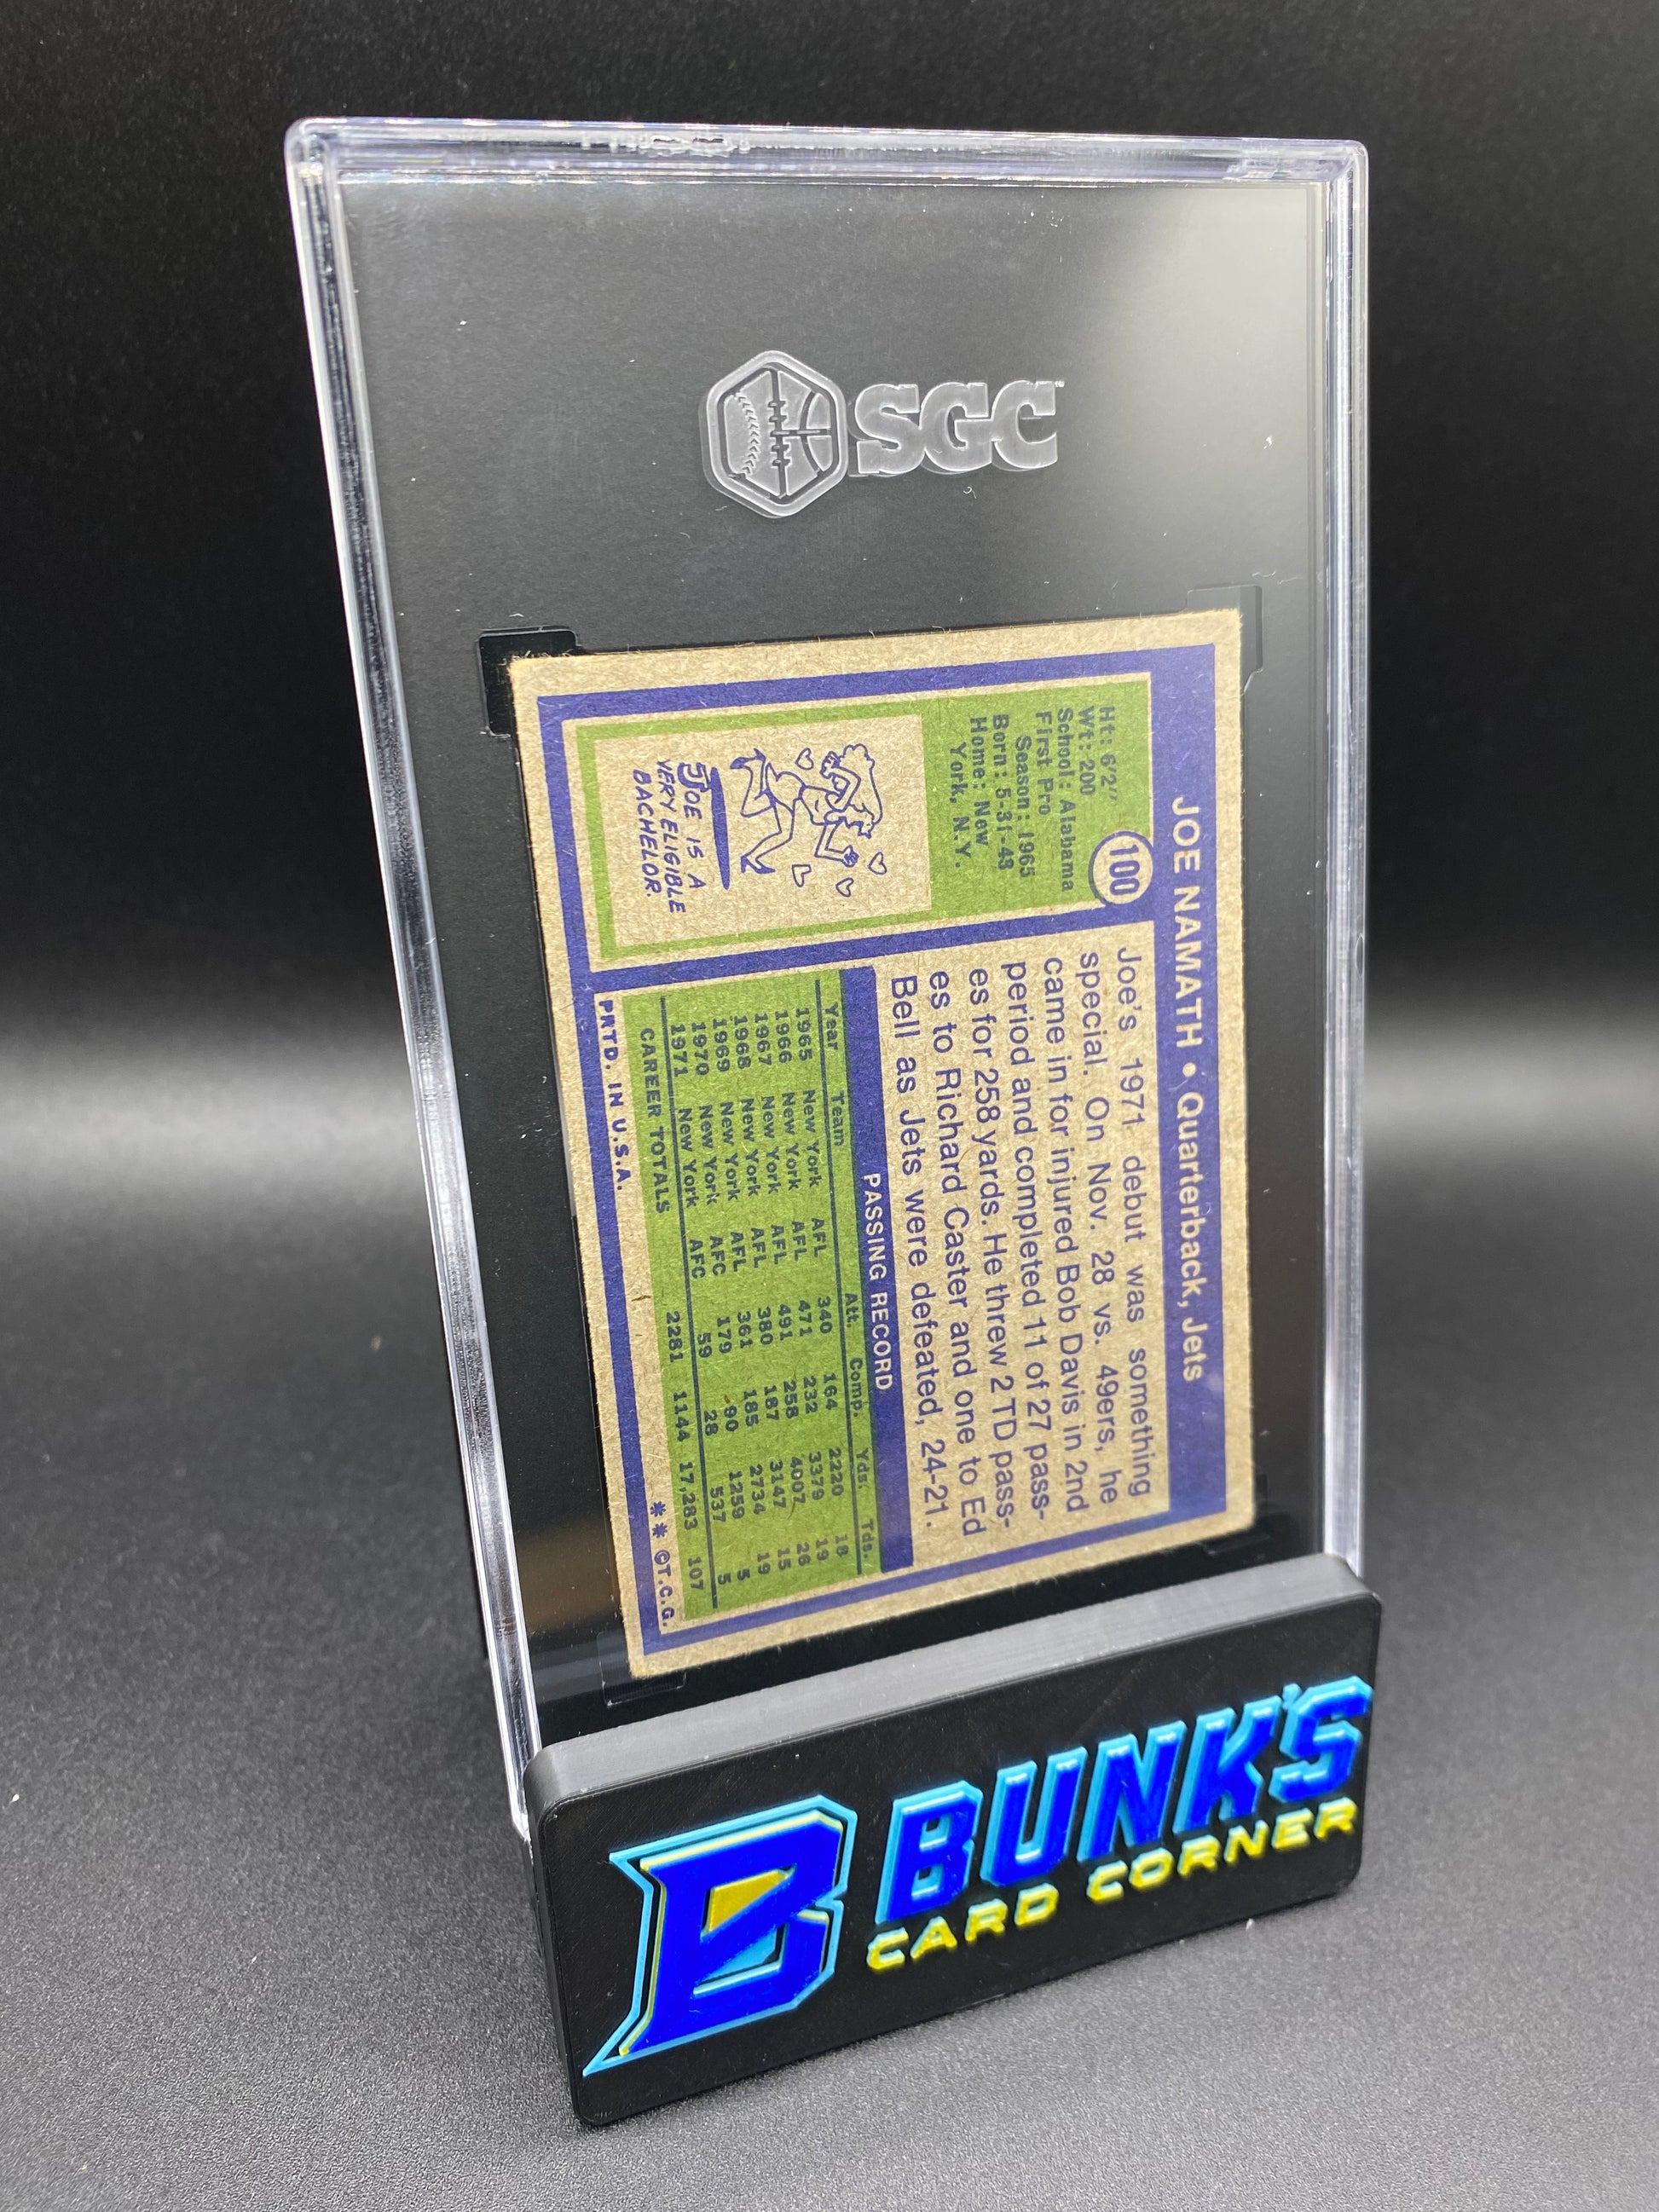 SGC™
JOE NAMATH • Quarterback, Jets
100
Ht: 6'2"
Wt: 200
School: Alabama
First Pro
Season: 1965
Born: 5-31-43
Home: New
York, N.Y.
JOE IS A
VERY ELIGIBLE
BACHELOR.
Joe's 1971 debut was something
special. On Nov. 28 vs. 49ers, he
came in for injured Bob Davis in 2nd
period and completed 11 of 27 pass-
es for 258 yards. He threw 2 TD pass-
es to Richard Caster and one to Ed
Bell as Jets were defeated, 24-21.
PASSING RECORD
Year Team Att. Comp. Yds. Tds.
1965 New York AFL 340 164 2220 18
1966 New York AFL 471 232 3379 19
1967 New York AFL 491 258 4007 26
1968 New York AFL 380 187 3147 15
1969 New York AFL 361 185 2734 19
1970 New York AFC 179 90 1259 5
1971 New York AFC 59 28 537 5
CAREER TOTALS 2281 1144 17,283 107
PRTD. IN U.S.A. ** ©T.C.G.
B BUNK'S
CARD CORNER